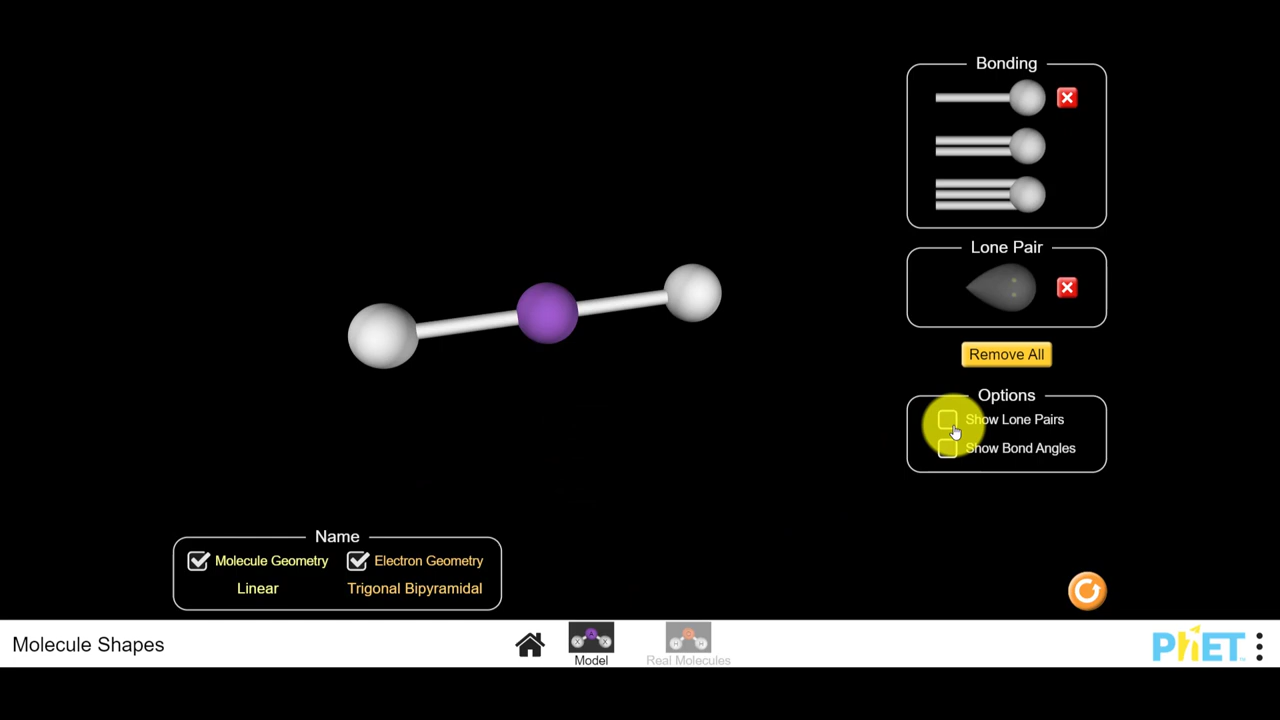 Bonding
Lone Pair
Remove All
Options
Show Lone Pairs
Show Bond Angles
Name
Molecule Geometry Electron Geometry
Linear Trigonal Bipyramidal
Molecule Shapes
Model
Real Molecules
PhET